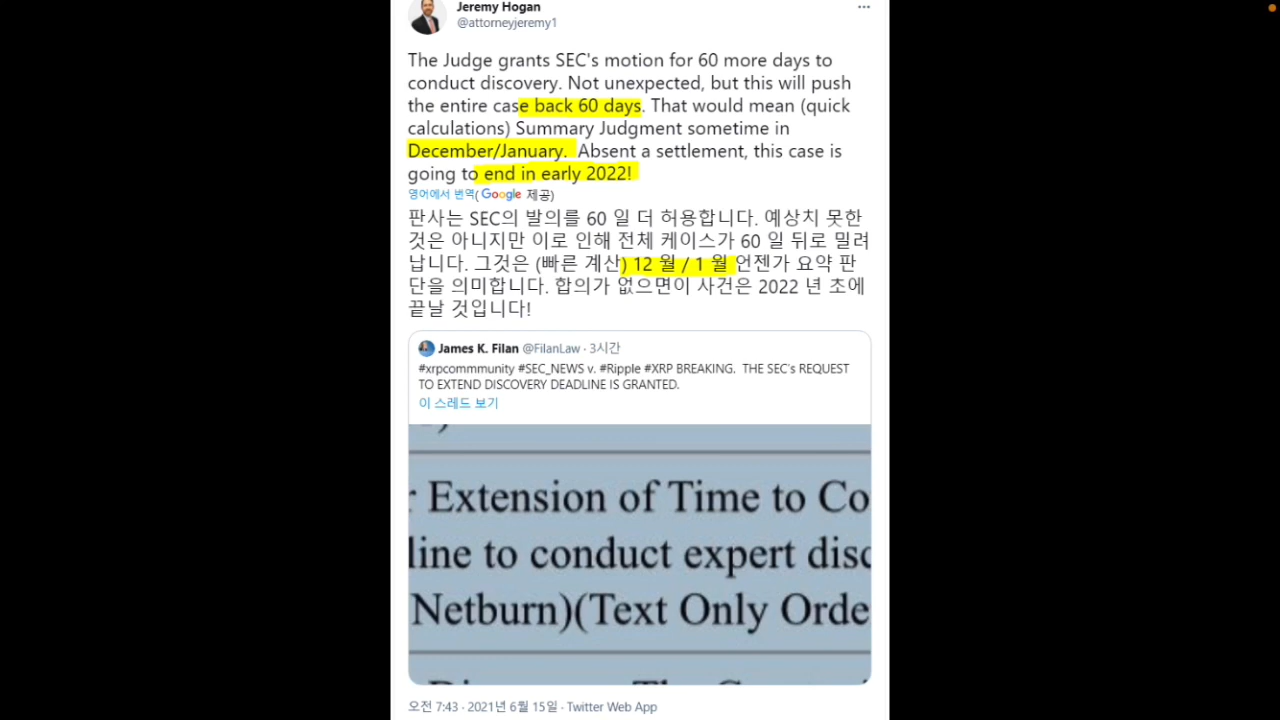 Jeremy Hogan
@attorneyjeremy1
The Judge grants SEC's motion for 60 more days to
conduct discovery. Not unexpected, but this will push
the entire case back 60 days. That would mean (quick
calculations) Summary Judgment sometime in
December/January. Absent a settlement, this case is
going to end in early 2022!
영어에서 번역( Google 제공)
판사는 SEC의 발의를 60 일 더 허용합니다. 예상치 못한
것은 아니지만 이로 인해 전체 케이스가 60 일 뒤로 밀려
납니다. 그것은 (빠른 계산) 12 월 / 1 월 언젠가 요약 판
단을 의미합니다. 합의가 없으면이 사건은 2022 년 초에
끝날 것입니다!
James K. Filan @FilanLaw · 3시간
#xrpcommmunity #SEC_NEWS v. #Ripple #XRP BREAKING. THE SEC's REQUEST
TO EXTEND DISCOVERY DEADLINE IS GRANTED.
이 스레드 보기
r Extension of Time to Co
line to conduct expert disc
Netburn)(Text Only Orde
오전 7:43 · 2021년 6월 15일 · Twitter Web App